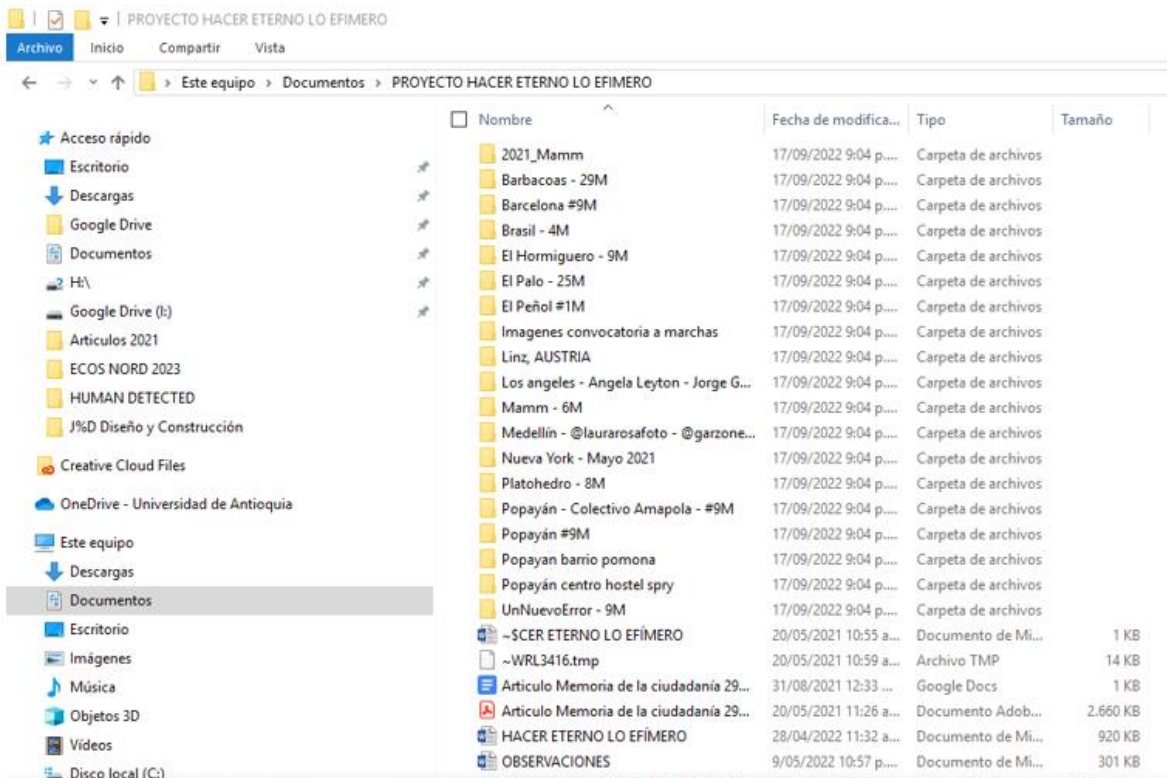 PROYECTO HACER ETERNO LO EFIMERO
Archivo Inicio Compartir Vista
Este equipo > Documentos > PROYECTO HACER ETERNO LO EFIMERO
Acceso rápido
Escritorio
Descargas
Google Drive
Documentos
H:\
Google Drive (I:)
Articulos 2021
ECOS NORD 2023
HUMAN DETECTED
J%D Diseño y Construcción
Creative Cloud Files
OneDrive - Universidad de Antioquia
Este equipo
Descargas
Documentos
Escritorio
Imágenes
Música
Objetos 3D
Vídeos
Disco local (C:)
Nombre Fecha de modifica... Tipo Tamaño
2021_Mamm 17/09/2022 9:04 p.... Carpeta de archivos
Barbacoas - 29M 17/09/2022 9:04 p.... Carpeta de archivos
Barcelona #9M 17/09/2022 9:04 p.... Carpeta de archivos
Brasil - 4M 17/09/2022 9:04 p.... Carpeta de archivos
El Hormiguero - 9M 17/09/2022 9:04 p.... Carpeta de archivos
El Palo - 25M 17/09/2022 9:04 p.... Carpeta de archivos
El Peñol #1M 17/09/2022 9:04 p.... Carpeta de archivos
Imagenes convocatoria a marchas 17/09/2022 9:04 p.... Carpeta de archivos
Linz, AUSTRIA 17/09/2022 9:04 p.... Carpeta de archivos
Los angeles - Angela Leyton - Jorge G... 17/09/2022 9:04 p.... Carpeta de archivos
Mamm - 6M 17/09/2022 9:04 p.... Carpeta de archivos
Medellín - @laurarosafoto - @garzone... 17/09/2022 9:04 p.... Carpeta de archivos
Nueva York - Mayo 2021 17/09/2022 9:04 p.... Carpeta de archivos
Platohedro - 8M 17/09/2022 9:04 p.... Carpeta de archivos
Popayán - Colectivo Amapola - #9M 17/09/2022 9:04 p.... Carpeta de archivos
Popayán #9M 17/09/2022 9:04 p.... Carpeta de archivos
Popayan barrio pomona 17/09/2022 9:04 p.... Carpeta de archivos
Popayán centro hostel spry 17/09/2022 9:04 p.... Carpeta de archivos
UnNuevoError - 9M 17/09/2022 9:04 p.... Carpeta de archivos
~$CER ETERNO LO EFÍMERO 20/05/2021 10:55 a... Documento de Mi... 1 KB
~WRL3416.tmp 20/05/2021 10:59 a... Archivo TMP 14 KB
Articulo Memoria de la ciudadanía 29... 31/08/2021 12:33 ... Google Docs 1 KB
Articulo Memoria de la ciudadanía 29... 20/05/2021 11:26 a... Documento Adob... 2.660 KB
HACER ETERNO LO EFÍMERO 28/04/2022 11:32 a... Documento de Mi... 920 KB
OBSERVACIONES 9/05/2022 10:57 p... Documento de Mi... 301 KB